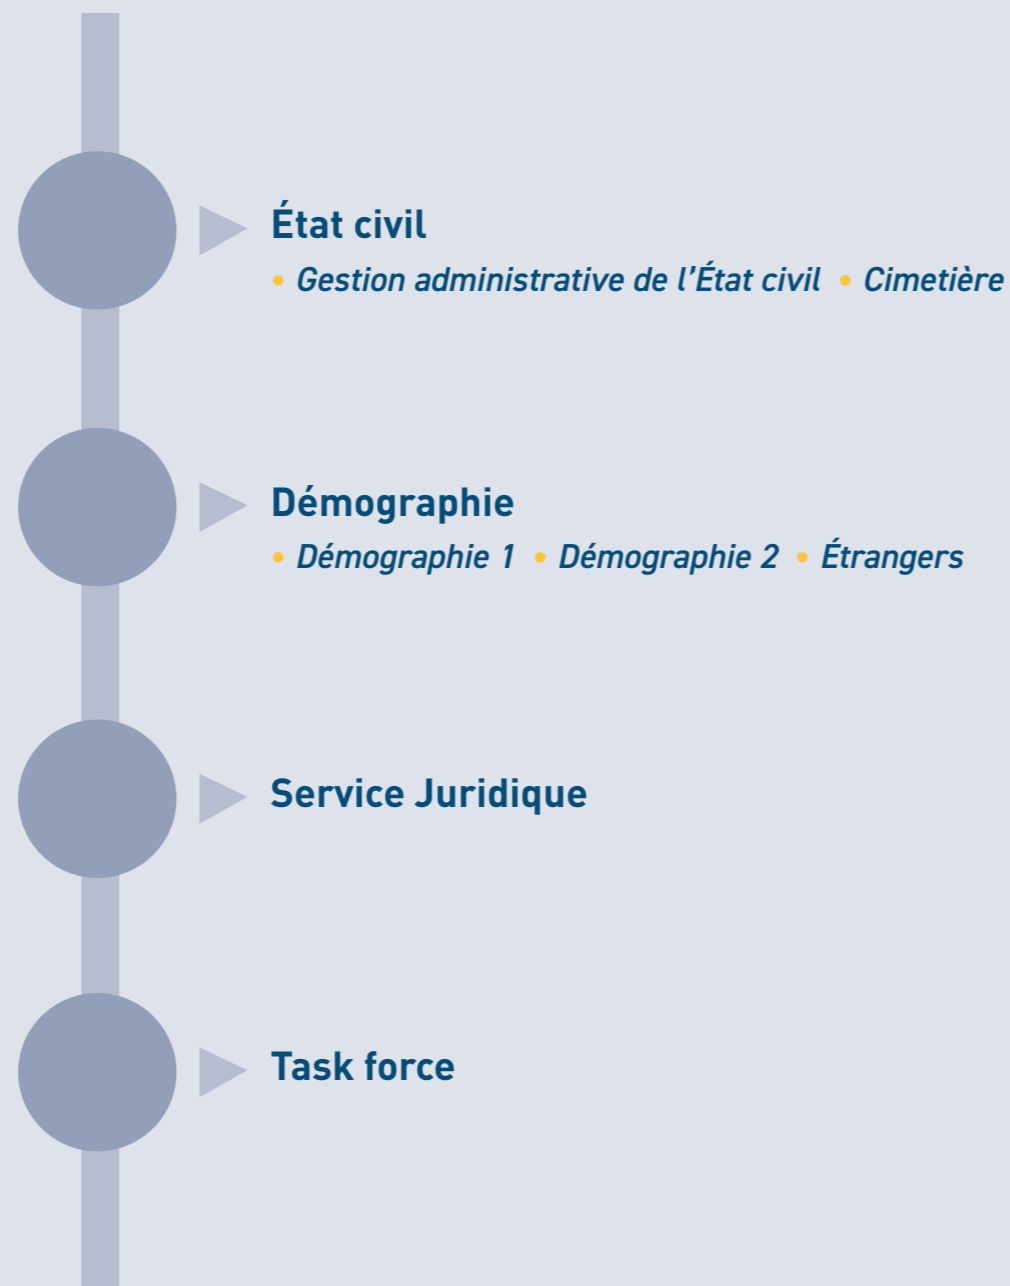 État civil
• Gestion administrative de l’État civil • Cimetière
Démographie
• Démographie 1 • Démographie 2 • Étrangers
Service Juridique
Task force